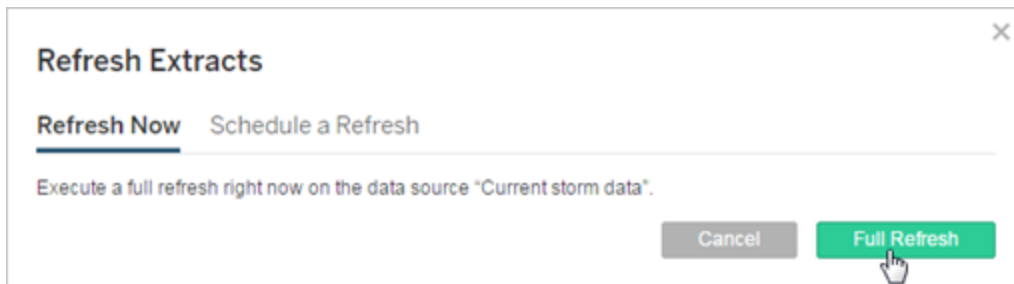 Refresh Extracts
Refresh Now Schedule a Refresh
Execute a full refresh right now on the data source "Current storm data".
Cancel Full Refresh